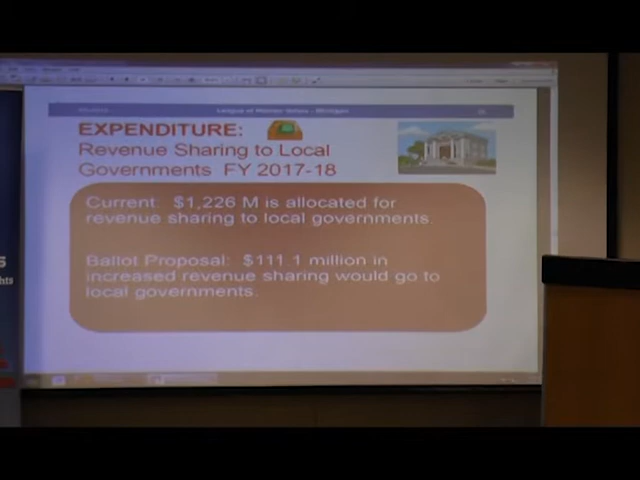 League of Women Voters - Michigan
EXPENDITURE:
Revenue Sharing to Local
Governments FY 2017-18
Current: $1,226 M is allocated for
revenue sharing to local governments.
Ballot Proposal: $111.1 million in
increased revenue sharing would go to
local governments.